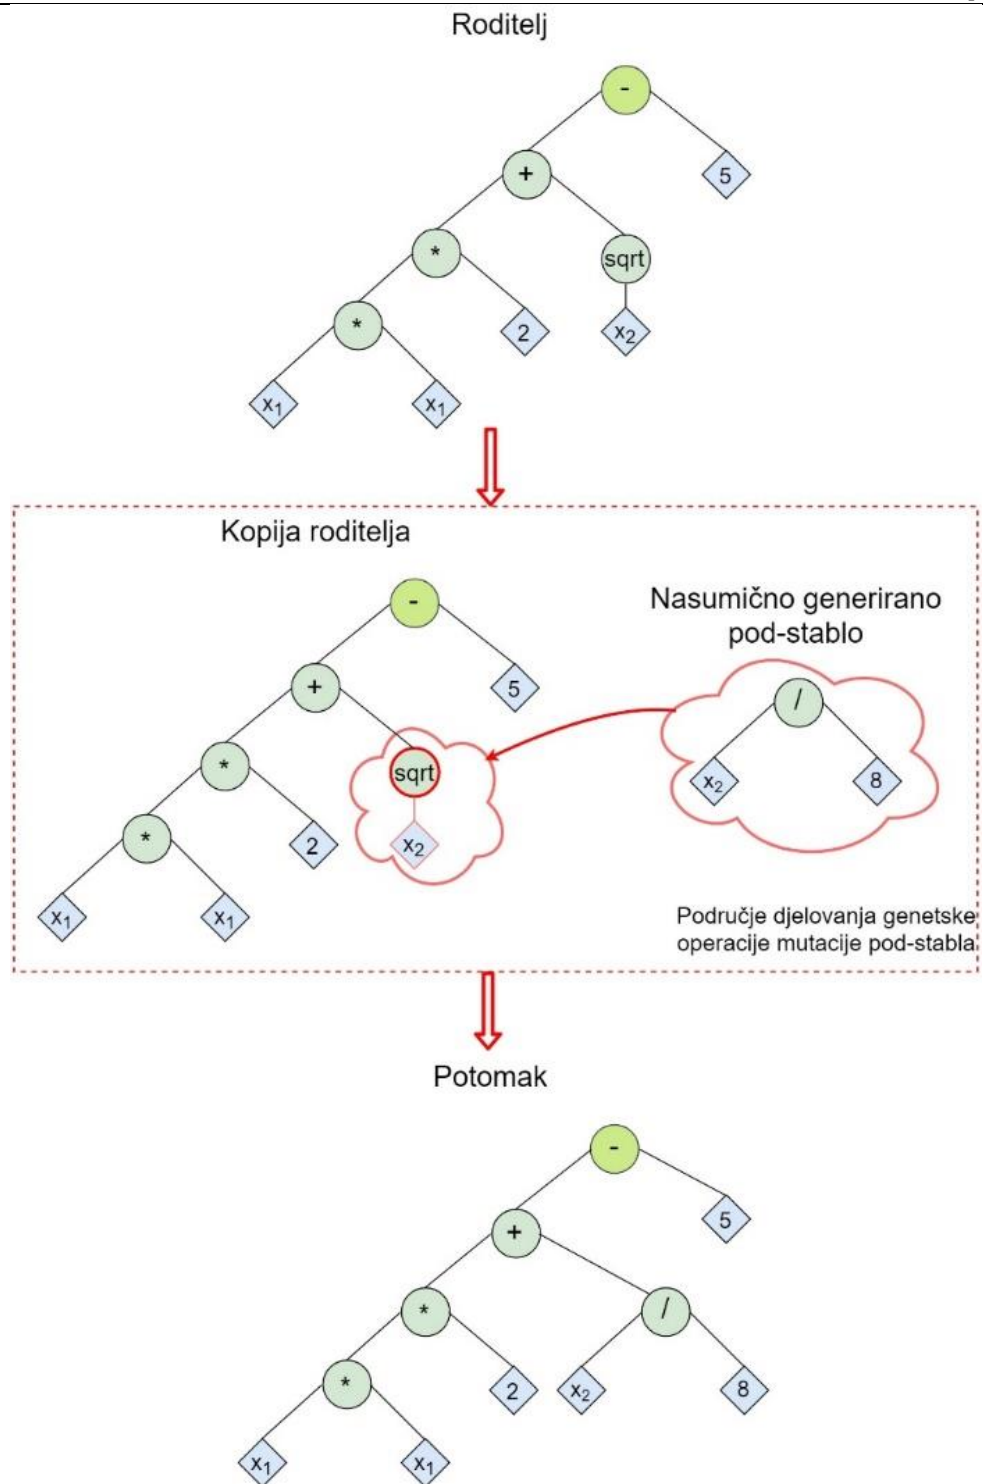 Roditelj
-
+
5
*
sqrt
*
2
x₂
x₁
x₁
Kopija roditelja
-
Nasumično generirano
pod-stablo
+
5
/
*
sqrt
x₂
8
*
2
x₂
x₁
x₁
Područje djelovanja genetske
operacije mutacije pod-stabla
Potomak
-
5
+
*
/
*
2
x₂
8
x₁
x₁